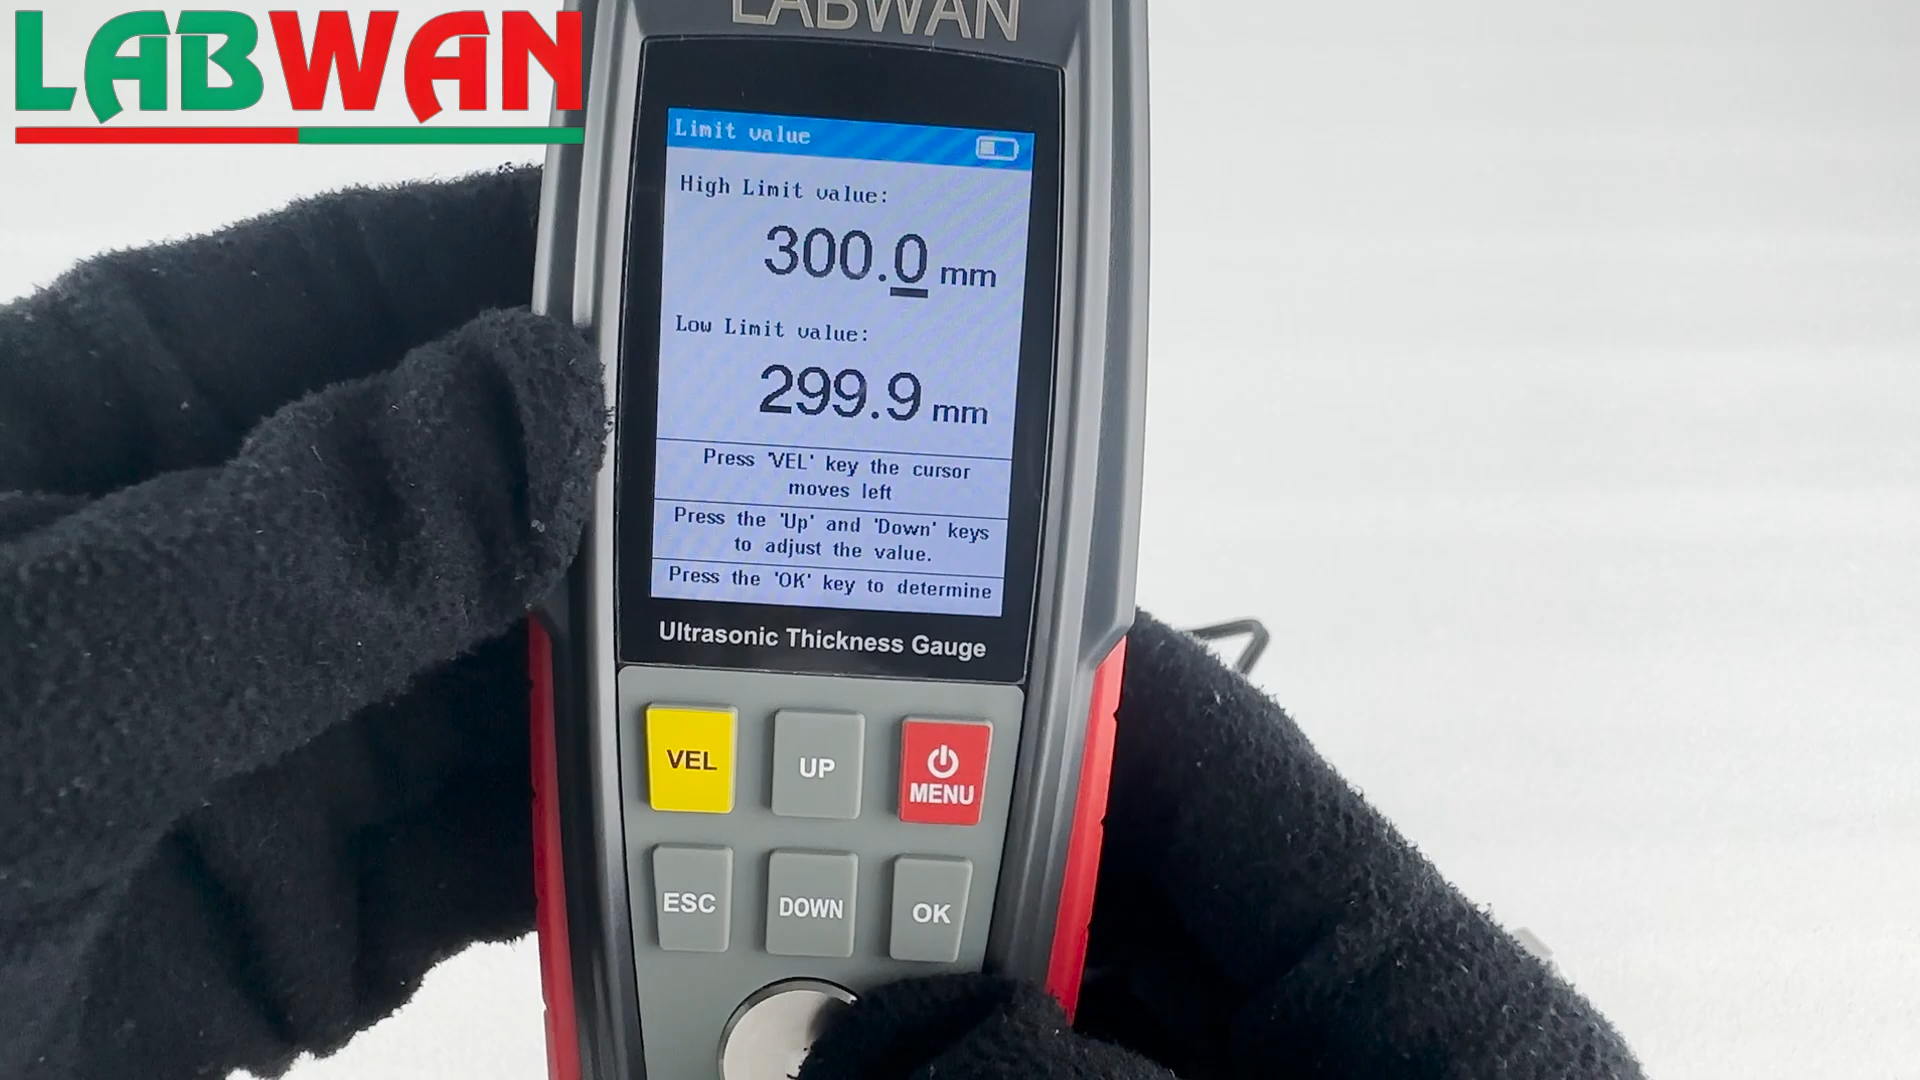 LABWAN
LABWAN
Limit value
High Limit value:
300.0 mm
Low Limit value:
299.9 mm
Press 'VEL' key the cursor
moves left
Press the 'Up' and 'Down' keys
to adjust the value.
Press the 'OK' key to determine
Ultrasonic Thickness Gauge
VEL
UP
MENU
ESC
DOWN
OK